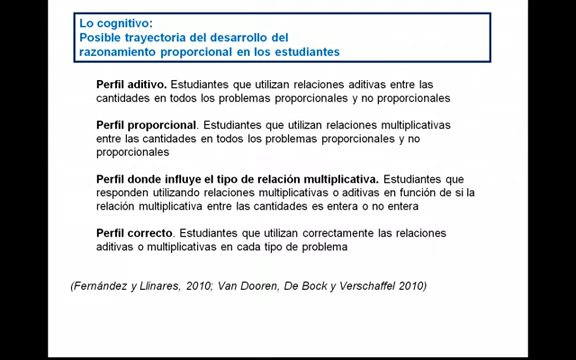 Lo cognitivo:
Posible trayectoria del desarrollo del
razonamiento proporcional en los estudiantes
Perfil aditivo. Estudiantes que utilizan relaciones aditivas entre las
cantidades en todos los problemas proporcionales y no proporcionales
Perfil proporcional. Estudiantes que utilizan relaciones multiplicativas
entre las cantidades en todos los problemas proporcionales y no
proporcionales
Perfil donde influye el tipo de relación multiplicativa. Estudiantes que
responden utilizando relaciones multiplicativas o aditivas en función de si la
relación multiplicativa entre las cantidades es entera o no entera
Perfil correcto. Estudiantes que utilizan correctamente las relaciones
aditivas o multiplicativas en cada tipo de problema
(Fernández y Llinares, 2010; Van Dooren, De Bock y Verschaffel 2010)